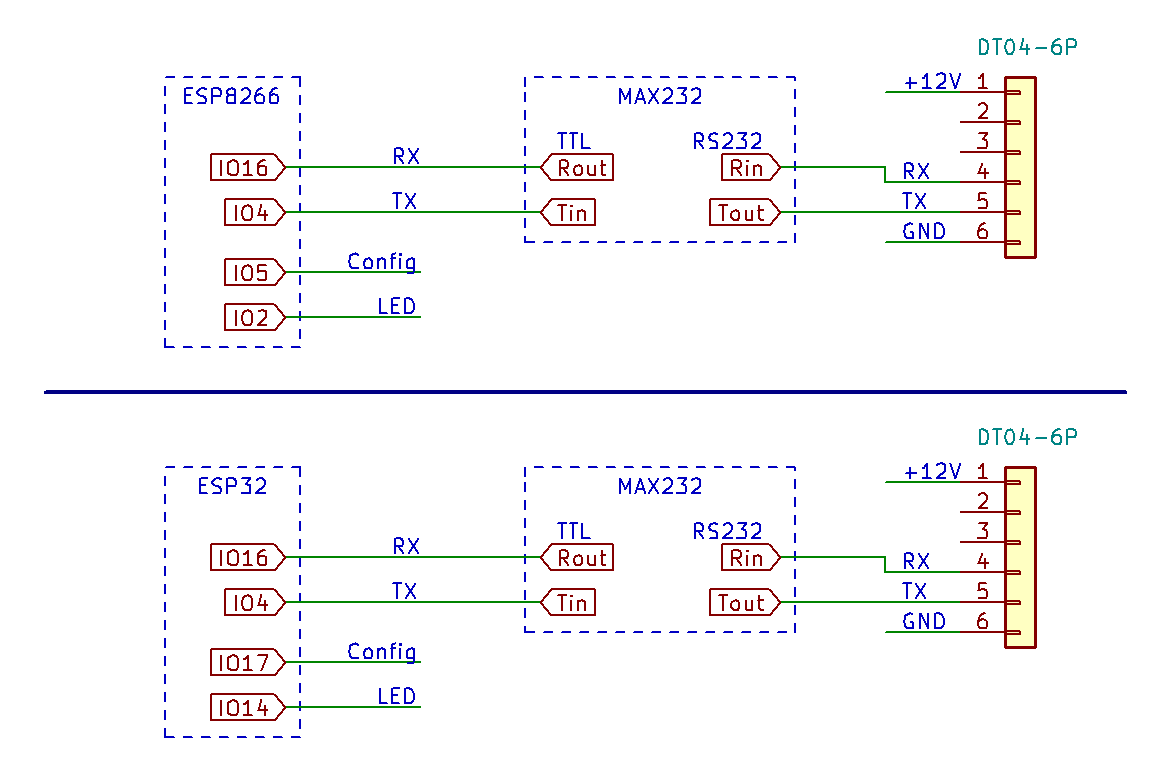 DT04-6P
ESP8266
MAX232
+12V 1
2
3
TTL
RS232
IO16
RX
Rout
Rin
RX 4
IO4
TX
Tin
Tout
TX 5
GND 6
IO5
Config
IO2
LED
DT04-6P
ESP32
MAX232
+12V 1
2
3
TTL
RS232
IO16
RX
Rout
Rin
RX 4
IO4
TX
Tin
Tout
TX 5
GND 6
IO17
Config
IO14
LED